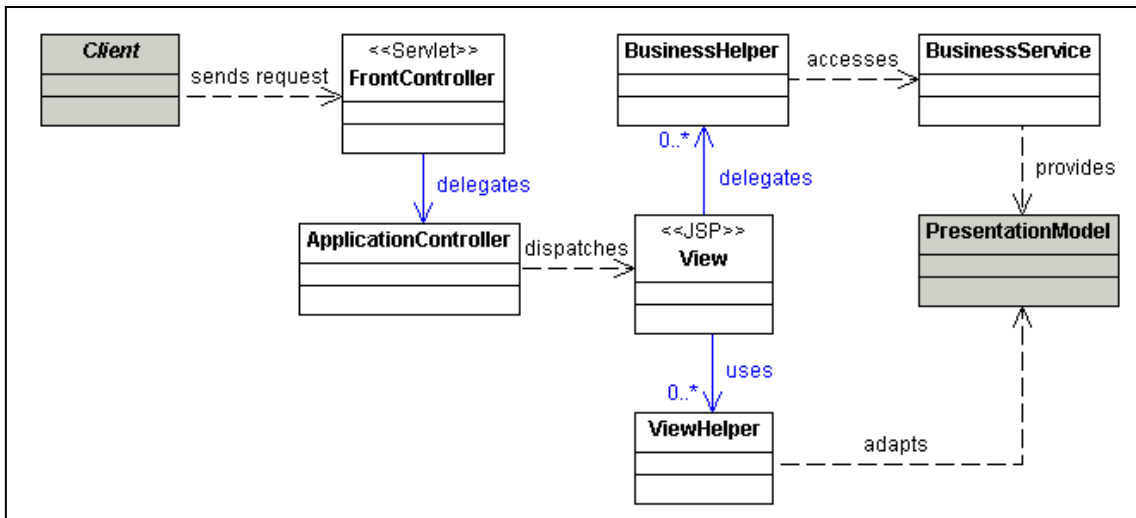 Client
sends request
<<Servlet>>
FrontController
delegates
ApplicationController
dispatches
<<JSP>>
View
delegates
0..*
BusinessHelper
accesses
BusinessService
provides
PresentationModel
uses
0..*
ViewHelper
adapts